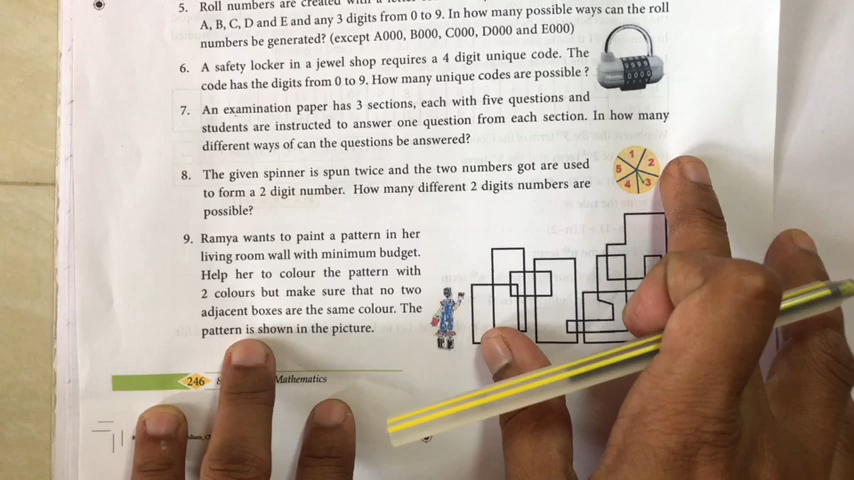 5. Roll numbers are created with a letter
A, B, C, D and E and any 3 digits from 0 to 9. In how many possible ways can the roll
numbers be generated? (except A000, B000, C000, D000 and E000)
6. A safety locker in a jewel shop requires a 4 digit unique code. The
code has the digits from 0 to 9. How many unique codes are possible ?
7. An examination paper has 3 sections, each with five questions and
students are instructed to answer one question from each section. In how many
different ways of can the questions be answered?
8. The given spinner is spun twice and the two numbers got are used
to form a 2 digit number. How many different 2 digits numbers are
possible?
1
2
3
4
5
9. Ramya wants to paint a pattern in her
living room wall with minimum budget.
Help her to colour the pattern with
2 colours but make sure that no two
adjacent boxes are the same colour. The
pattern is shown in the picture.
246 8 Mathematics